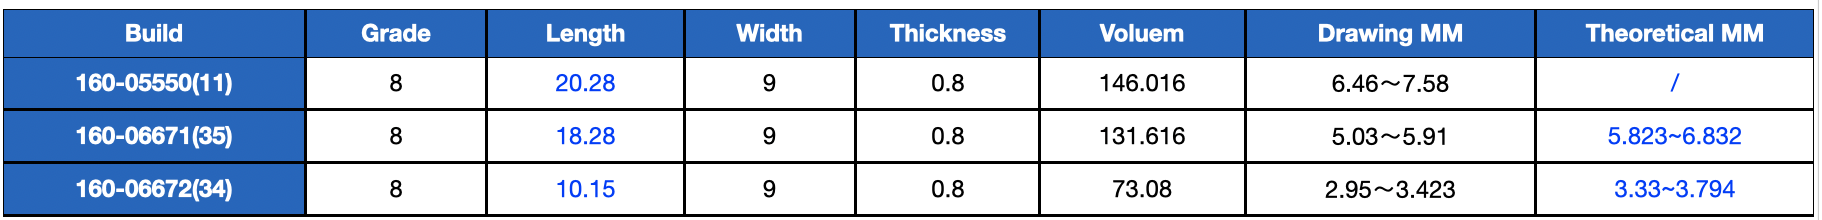 Build Grade Length Width Thickness Voluem Drawing MM Theoretical MM
160-05550(11) 8 20.28 9 0.8 146.016 6.46～7.58 /
160-06671(35) 8 18.28 9 0.8 131.616 5.03～5.91 5.823~6.832
160-06672(34) 8 10.15 9 0.8 73.08 2.95～3.423 3.33~3.794